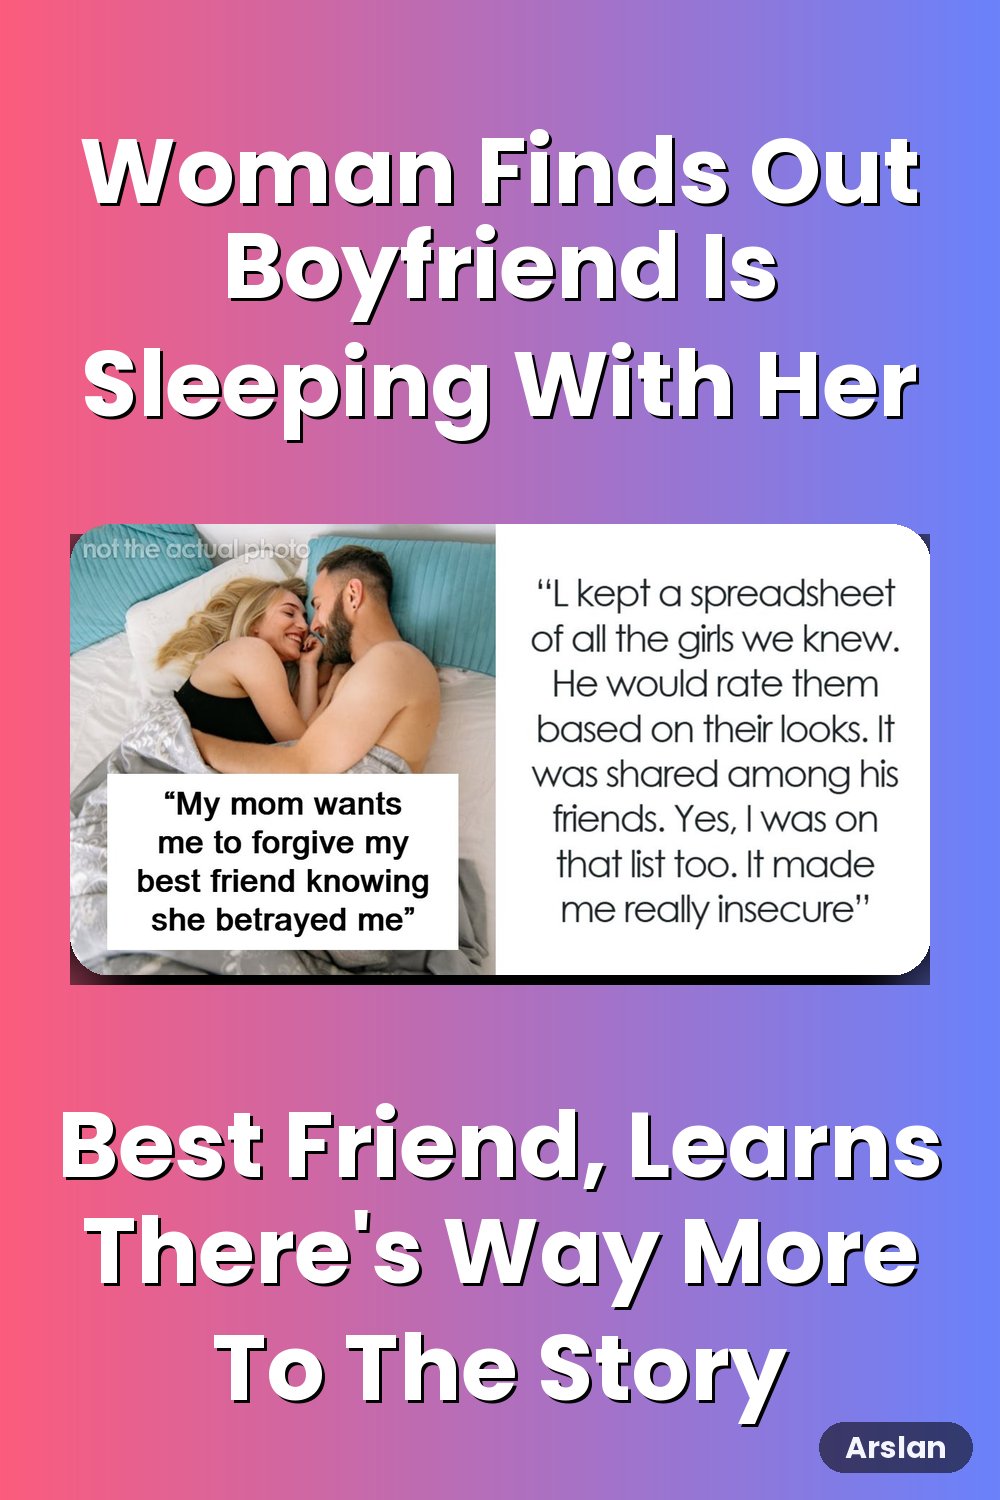 Woman Finds Out
Boyfriend Is
Sleeping With Her
not the actual photo
“My mom wants
me to forgive my
best friend knowing
she betrayed me”
“L kept a spreadsheet
of all the girls we knew.
He would rate them
based on their looks. It
was shared among his
friends. Yes, I was on
that list too. It made
me really insecure”
Best Friend, Learns
There's Way More
To The Story
Arslan